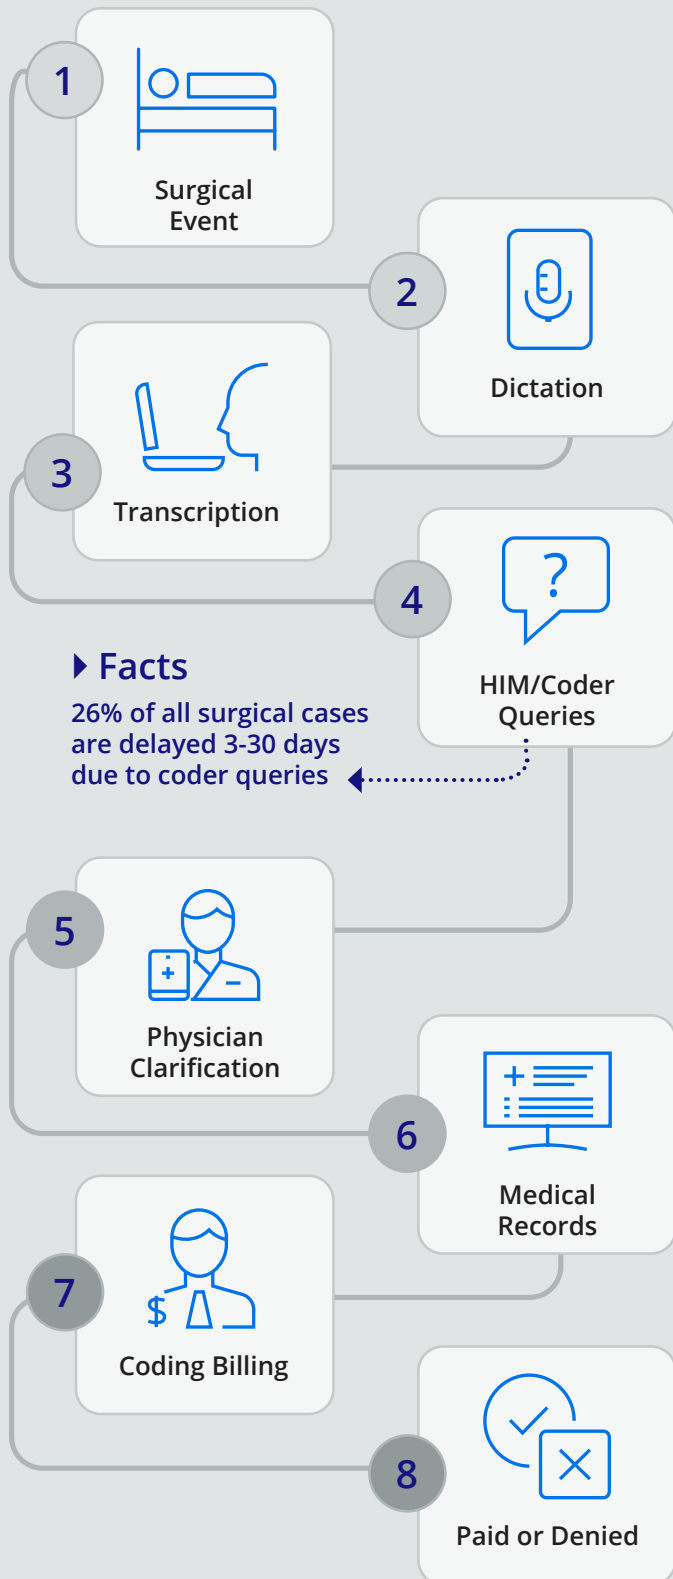 1
Surgical
Event
2
Dictation
3
Transcription
4
?
HIM/Coder
Queries
Facts
26% of all surgical cases
are delayed 3-30 days
due to coder queries
5
Physician
Clarification
6
Medical
Records
7
$
Coding Billing
8
Paid or Denied